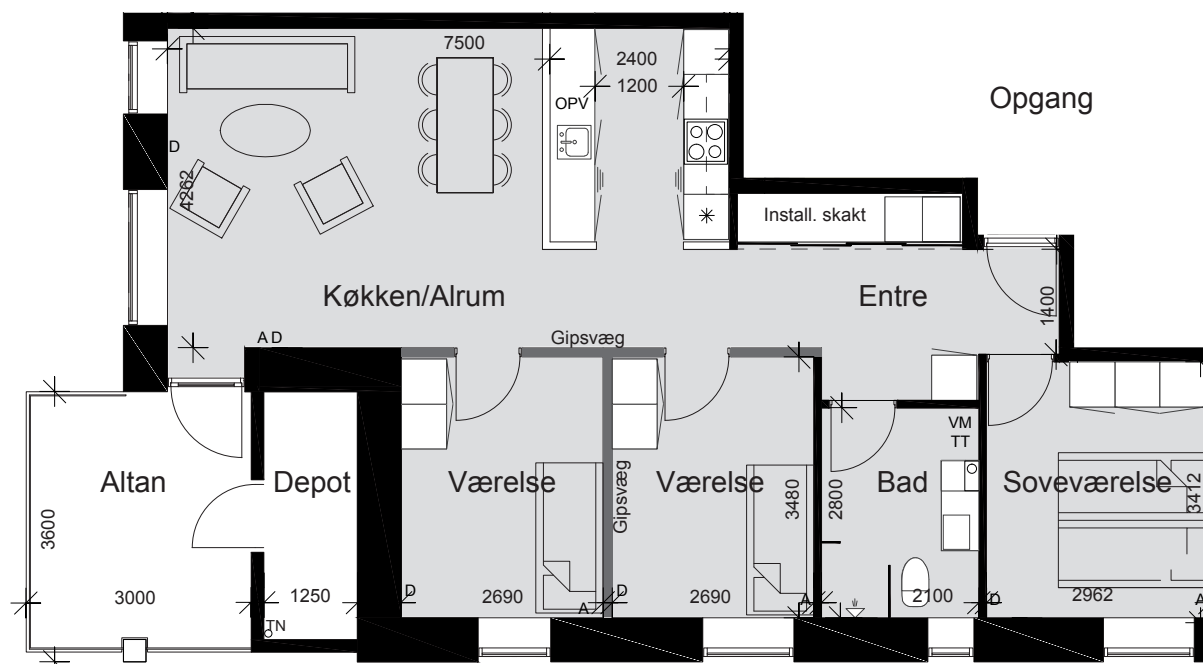 7500
2400
1200
OPV
Opgang
D
4262
Install. skakt
Køkken/Alrum
Entre
1400
A D
Gipsvæg
VM
TT
Altan
Depot
Værelse
Værelse
Bad
Soveværelse
Gipsvæg
3480
2800
3412
3600
D
D
D
3000
1250
2690
2690
2100
2962
A
A
A
TN